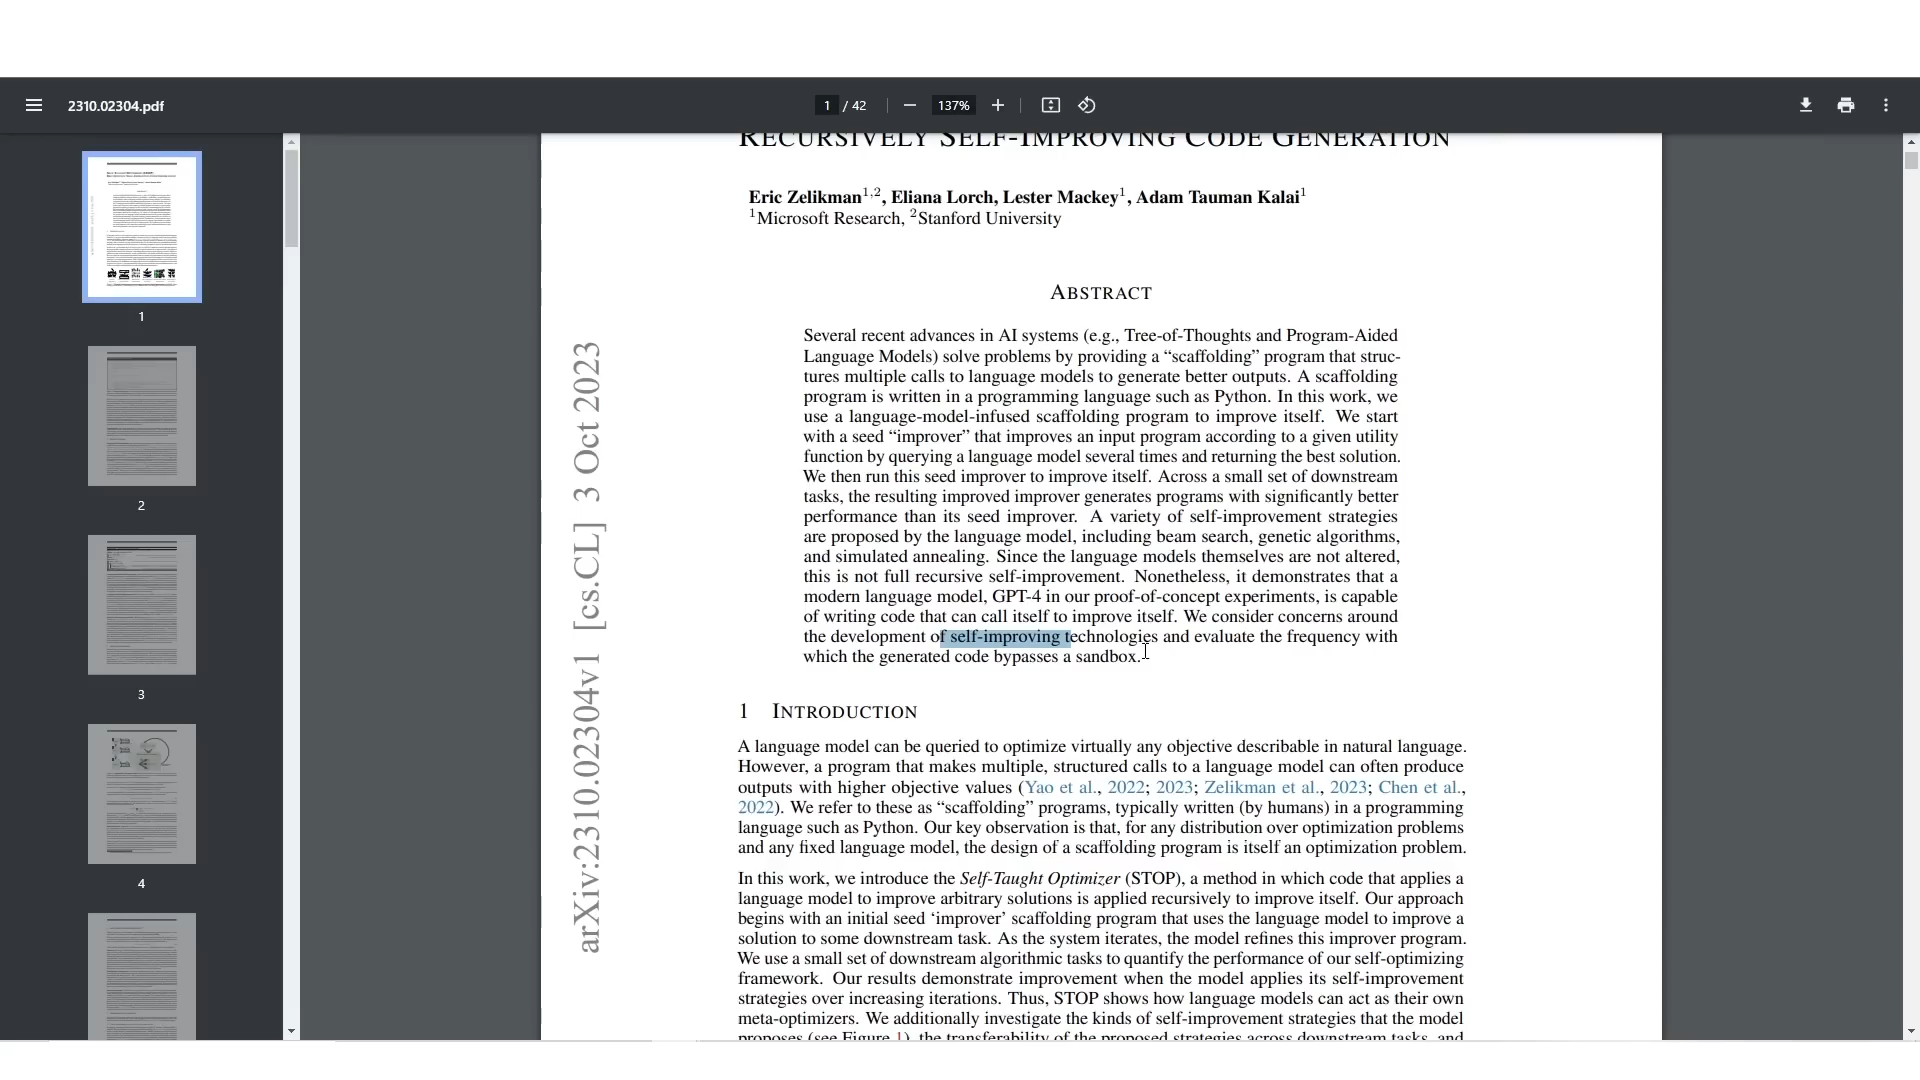 2310.02304.pdf
1 / 42
137%
RECURSIVELY SELF-IMPROVING CODE GENERATION
Eric Zelikman1,2, Eliana Lorch, Lester Mackey1, Adam Tauman Kalai1
1Microsoft Research, 2Stanford University
ABSTRACT
Several recent advances in AI systems (e.g., Tree-of-Thoughts and Program-Aided
Language Models) solve problems by providing a “scaffolding” program that struc-
tures multiple calls to language models to generate better outputs. A scaffolding
program is written in a programming language such as Python. In this work, we
use a language-model-infused scaffolding program to improve itself. We start
with a seed “improver” that improves an input program according to a given utility
function by querying a language model several times and returning the best solution.
We then run this seed improver to improve itself. Across a small set of downstream
tasks, the resulting improved improver generates programs with significantly better
performance than its seed improver. A variety of self-improvement strategies
are proposed by the language model, including beam search, genetic algorithms,
and simulated annealing. Since the language models themselves are not altered,
this is not full recursive self-improvement. Nonetheless, it demonstrates that a
modern language model, GPT-4 in our proof-of-concept experiments, is capable
of writing code that can call itself to improve itself. We consider concerns around
the development of self-improving technologies and evaluate the frequency with
which the generated code bypasses a sandbox.
1 INTRODUCTION
A language model can be queried to optimize virtually any objective describable in natural language.
However, a program that makes multiple, structured calls to a language model can often produce
outputs with higher objective values (Yao et al., 2022; 2023; Zelikman et al., 2023; Chen et al.,
2022). We refer to these as “scaffolding” programs, typically written (by humans) in a programming
language such as Python. Our key observation is that, for any distribution over optimization problems
and any fixed language model, the design of a scaffolding program is itself an optimization problem.
In this work, we introduce the Self-Taught Optimizer (STOP), a method in which code that applies a
language model to improve arbitrary solutions is applied recursively to improve itself. Our approach
begins with an initial seed ‘improver’ scaffolding program that uses the language model to improve a
solution to some downstream task. As the system iterates, the model refines this improver program.
We use a small set of downstream algorithmic tasks to quantify the performance of our self-optimizing
framework. Our results demonstrate improvement when the model applies its self-improvement
strategies over increasing iterations. Thus, STOP shows how language models can act as their own
meta-optimizers. We additionally investigate the kinds of self-improvement strategies that the model
proposes (see Figure 1), the transferability of the proposed strategies across downstream tasks, and
arXiv:2310.02304v1 [cs.CL] 3 Oct 2023
1
2
3
4